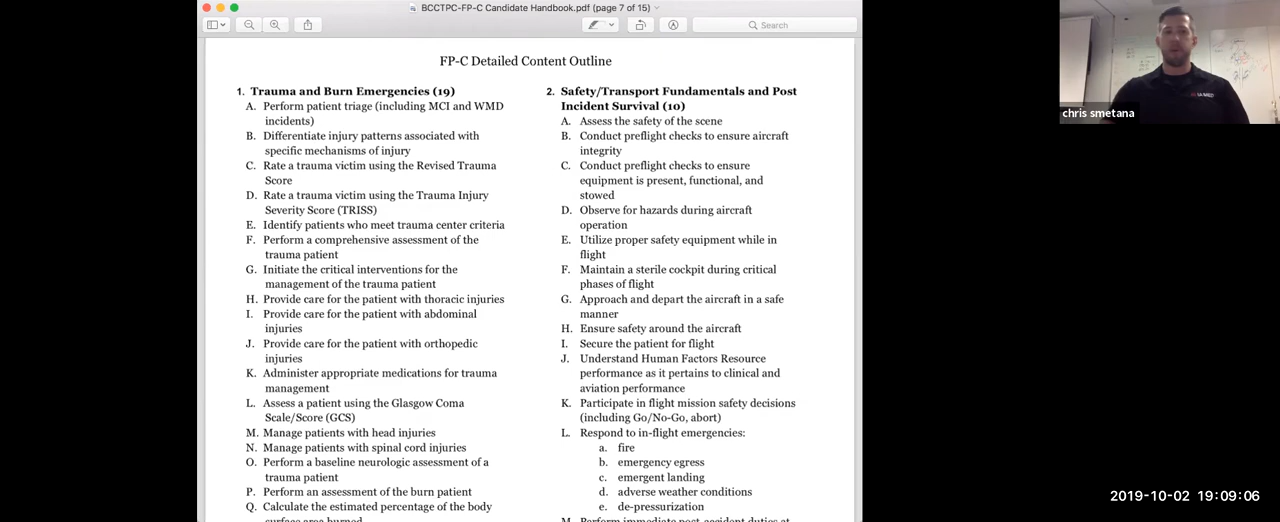 BCCTPC-FP-C Candidate Handbook.pdf (page 7 of 15)
Search
FP-C Detailed Content Outline
1. Trauma and Burn Emergencies (19)
A. Perform patient triage (including MCI and WMD
incidents)
B. Differentiate injury patterns associated with
specific mechanisms of injury
C. Rate a trauma victim using the Revised Trauma
Score
D. Rate a trauma victim using the Trauma Injury
Severity Score (TRISS)
E. Identify patients who meet trauma center criteria
F. Perform a comprehensive assessment of the
trauma patient
G. Initiate the critical interventions for the
management of the trauma patient
H. Provide care for the patient with thoracic injuries
I. Provide care for the patient with abdominal
injuries
J. Provide care for the patient with orthopedic
injuries
K. Administer appropriate medications for trauma
management
L. Assess a patient using the Glasgow Coma
Scale/Score (GCS)
M. Manage patients with head injuries
N. Manage patients with spinal cord injuries
O. Perform a baseline neurologic assessment of a
trauma patient
P. Perform an assessment of the burn patient
Q. Calculate the estimated percentage of the body
surface area burned
2. Safety/Transport Fundamentals and Post
Incident Survival (10)
A. Assess the safety of the scene
B. Conduct preflight checks to ensure aircraft
integrity
C. Conduct preflight checks to ensure
equipment is present, functional, and
stowed
D. Observe for hazards during aircraft
operation
E. Utilize proper safety equipment while in
flight
F. Maintain a sterile cockpit during critical
phases of flight
G. Approach and depart the aircraft in a safe
manner
H. Ensure safety around the aircraft
I. Secure the patient for flight
J. Understand Human Factors Resource
performance as it pertains to clinical and
aviation performance
K. Participate in flight mission safety decisions
(including Go/No-Go, abort)
L. Respond to in-flight emergencies:
a. fire
b. emergency egress
c. emergent landing
d. adverse weather conditions
e. de-pressurization
M. Perform immediate post-accident duties at
chris smetana
2019-10-02 19:09:06